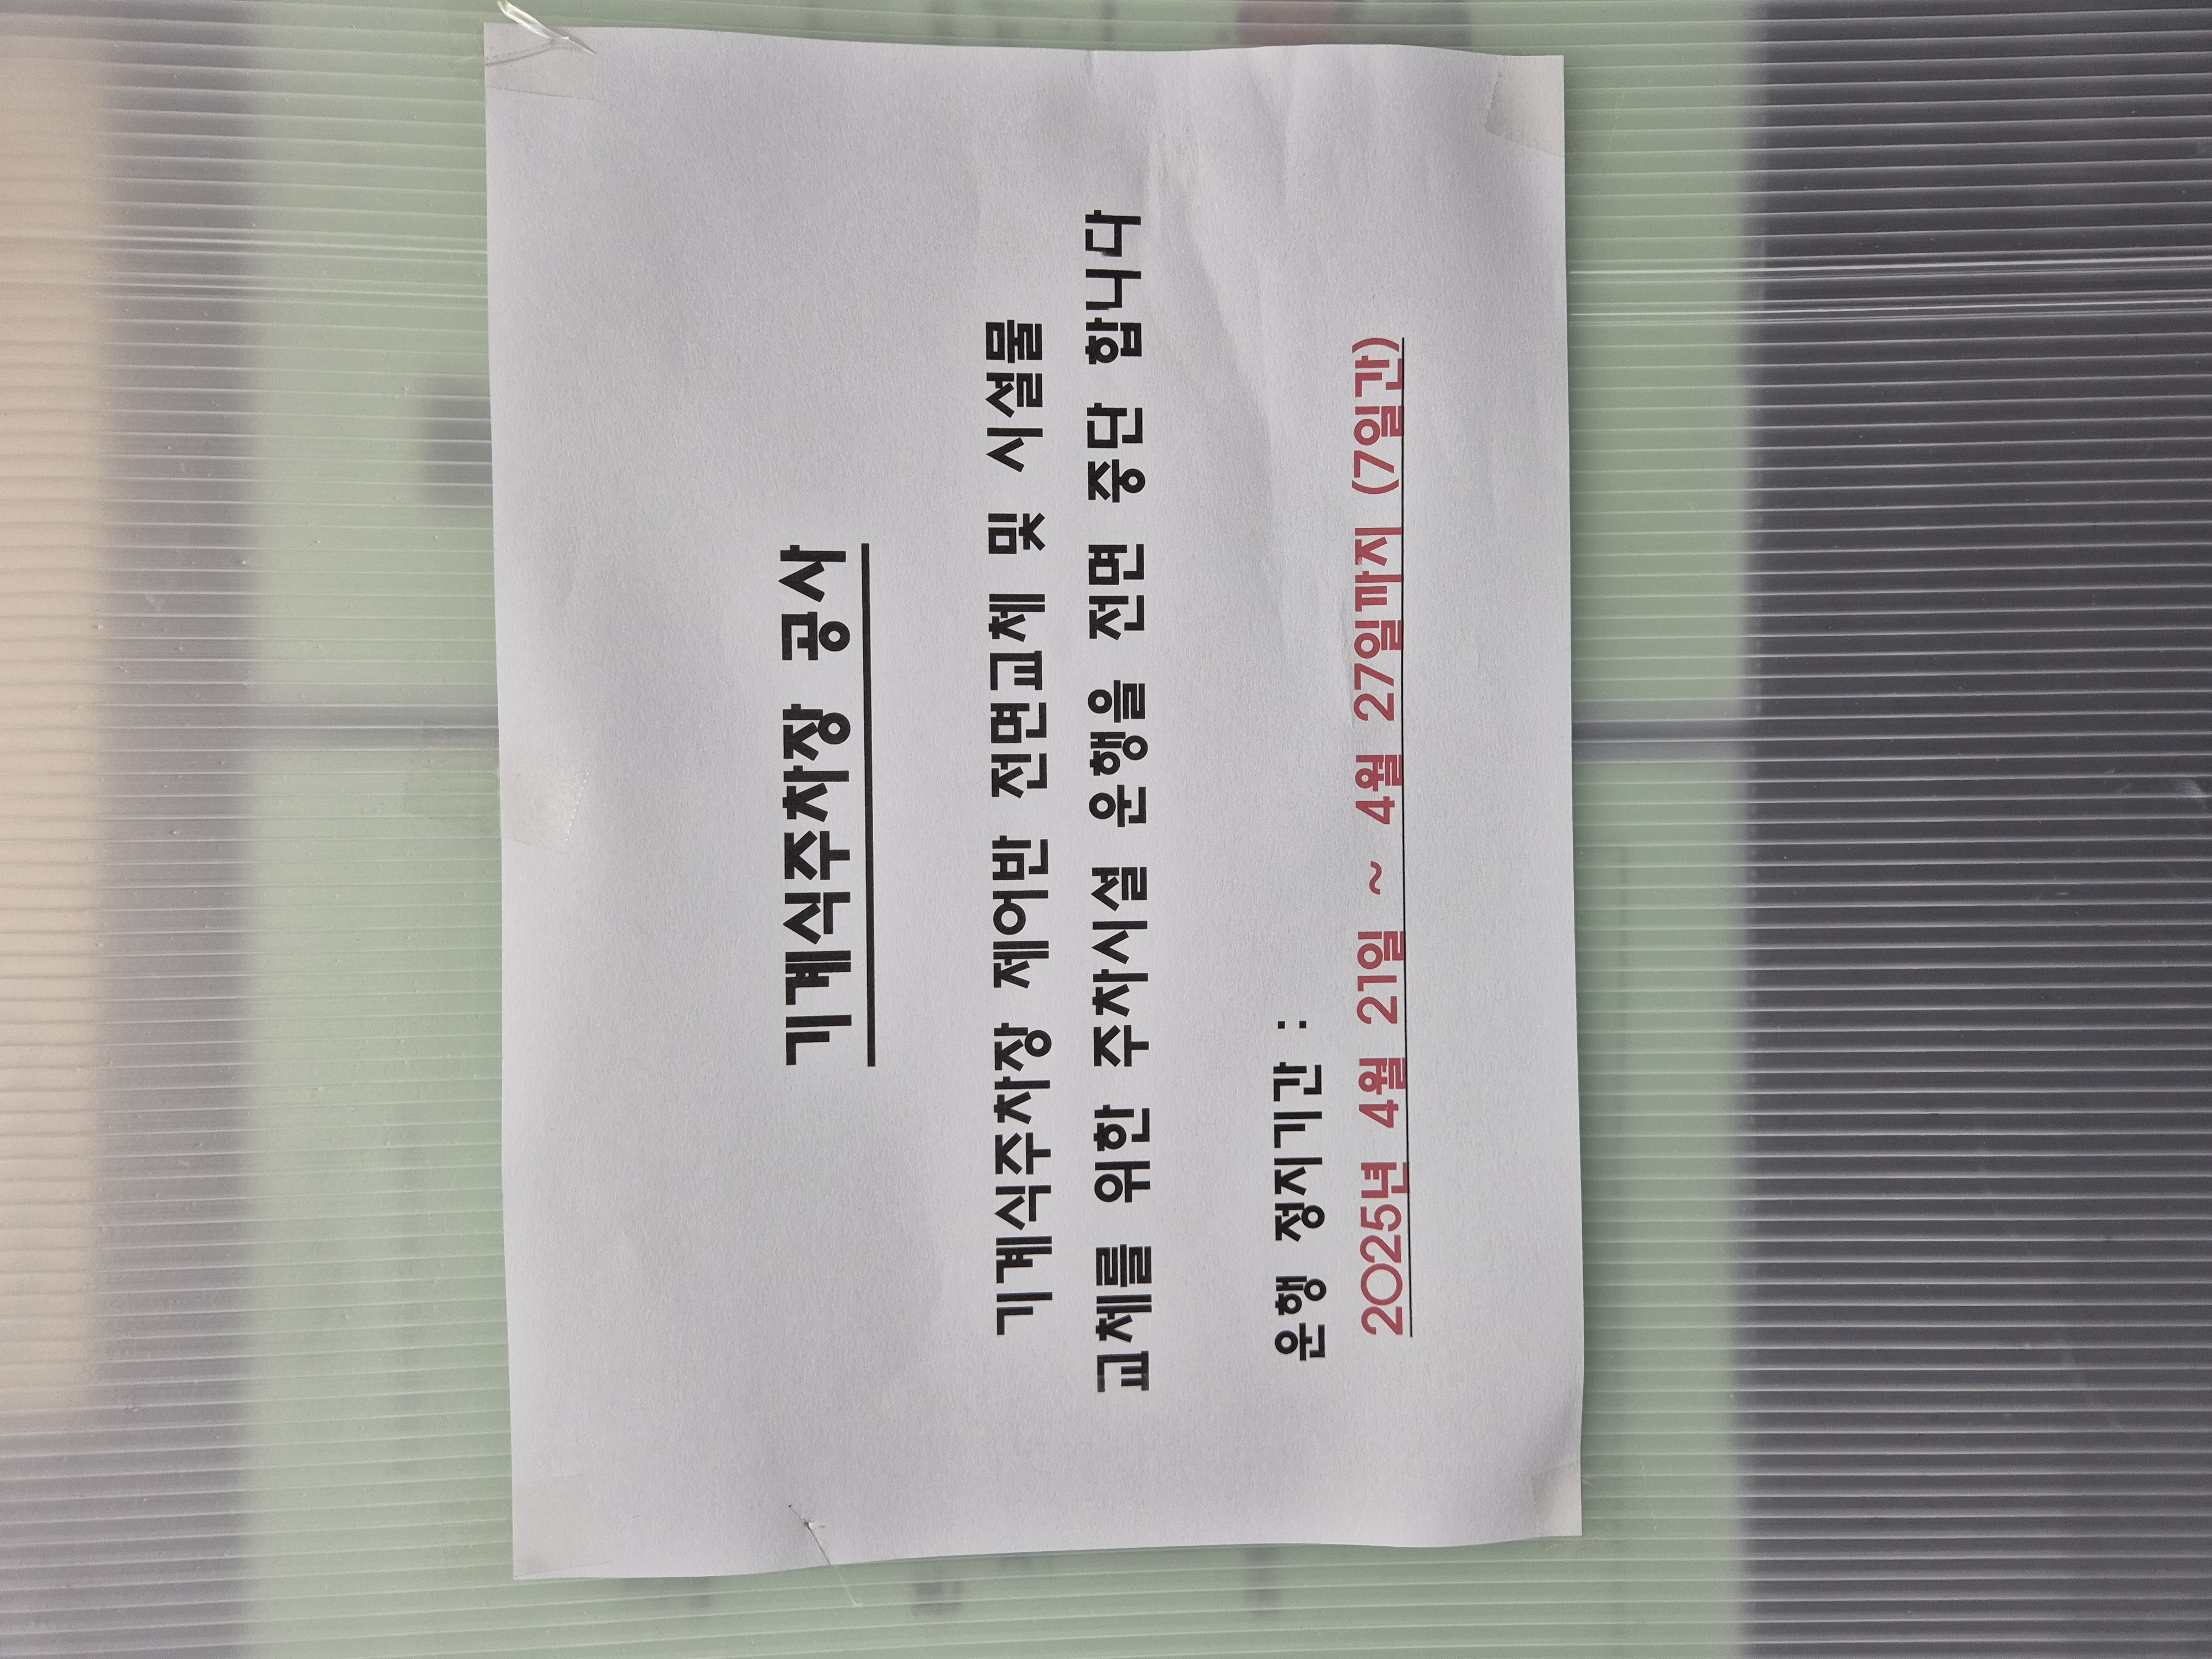 기계식주차장 공사
기계식주차장 제어반 전면교체 및 시설물
교체를 위한 주차시설 운행을 전면 중단 합니다
운행 정지기간 :
2025년 4월 21일 ~ 4월 27일까지 (7일간)